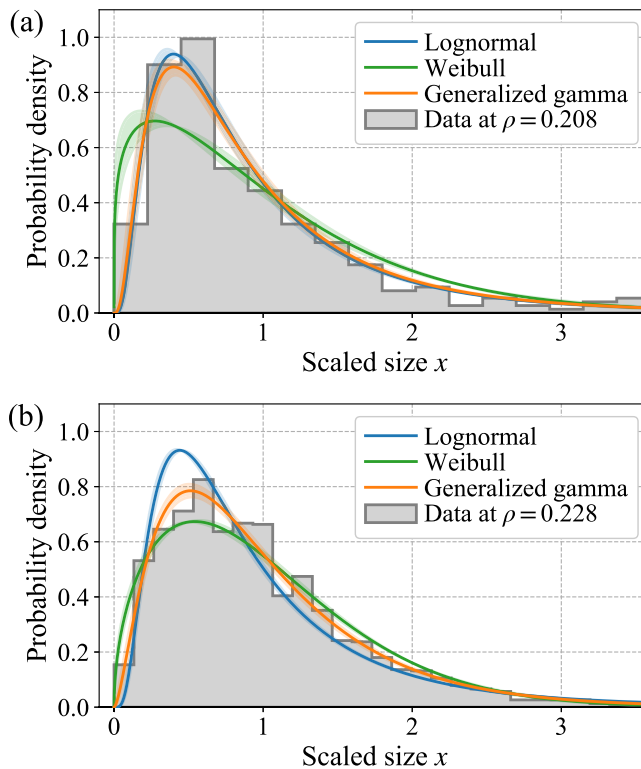 (a)
Probability density
1.0
0.8
0.6
0.4
0.2
0.0
Lognormal
Weibull
Generalized gamma
Data at ρ = 0.208
0 1 2 3
Scaled size x
(b)
Probability density
1.0
0.8
0.6
0.4
0.2
0.0
Lognormal
Weibull
Generalized gamma
Data at ρ = 0.228
0 1 2 3
Scaled size x